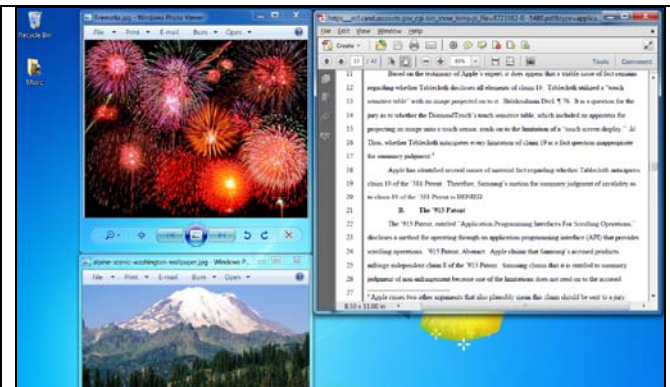 Recycle Bin
Music
fireworks.jpg - Windows Photo Viewer
File Print E-mail Burn Open
alpine-scenic-washington-wallpaper.jpg - Windows P...
File Print E-mail Burn Open
File Edit View Window Help
Create
17 / 47
Tools Comment
11 Based on the testimony of Apple's expert, it does appear that a triable issue of fact remains
12 regarding whether Tablecloth discloses all elements of claim 19. Tablecloth utilized a "touch
13 sensitive table" with an image projected on to it. Balakrishnan Decl. ¶ 76. It is a question for the
14 jury as to whether the DiamondTouch's touch sensitive table, which included an apparatus for
15 projecting an image onto a touch sensor, reads on to the limitation of a "touch screen display." Id.
16 Thus, whether Tablecloth anticipates every limitation of claim 19 is a fact question inappropriate
17 for summary judgment.
18 Apple has identified several issues of material fact regarding whether Tablecloth anticipates
19 claim 19 of the '381 Patent. Therefore, Samsung's motion for summary judgment of invalidity as
20 to claim 19 of the '381 Patent is DENIED.
21 B. The '915 Patent
22 The '915 Patent, entitled "Application Programming Interfaces For Scrolling Operations,"
23 discloses a method for operating through an application programming interface (API) that provides
24 scrolling operations. '915 Patent, Abstract. Apple claims that Samsung's accused products
25 infringe independent claim 8 of the '915 Patent. Samsung claims that it is entitled to summary
26 judgment of non-infringement because one of the limitations does not read on to the accused
27
Apple raises two other arguments that also plausibly mean this claim should be sent to a jury.
8.50 x 11.00 in